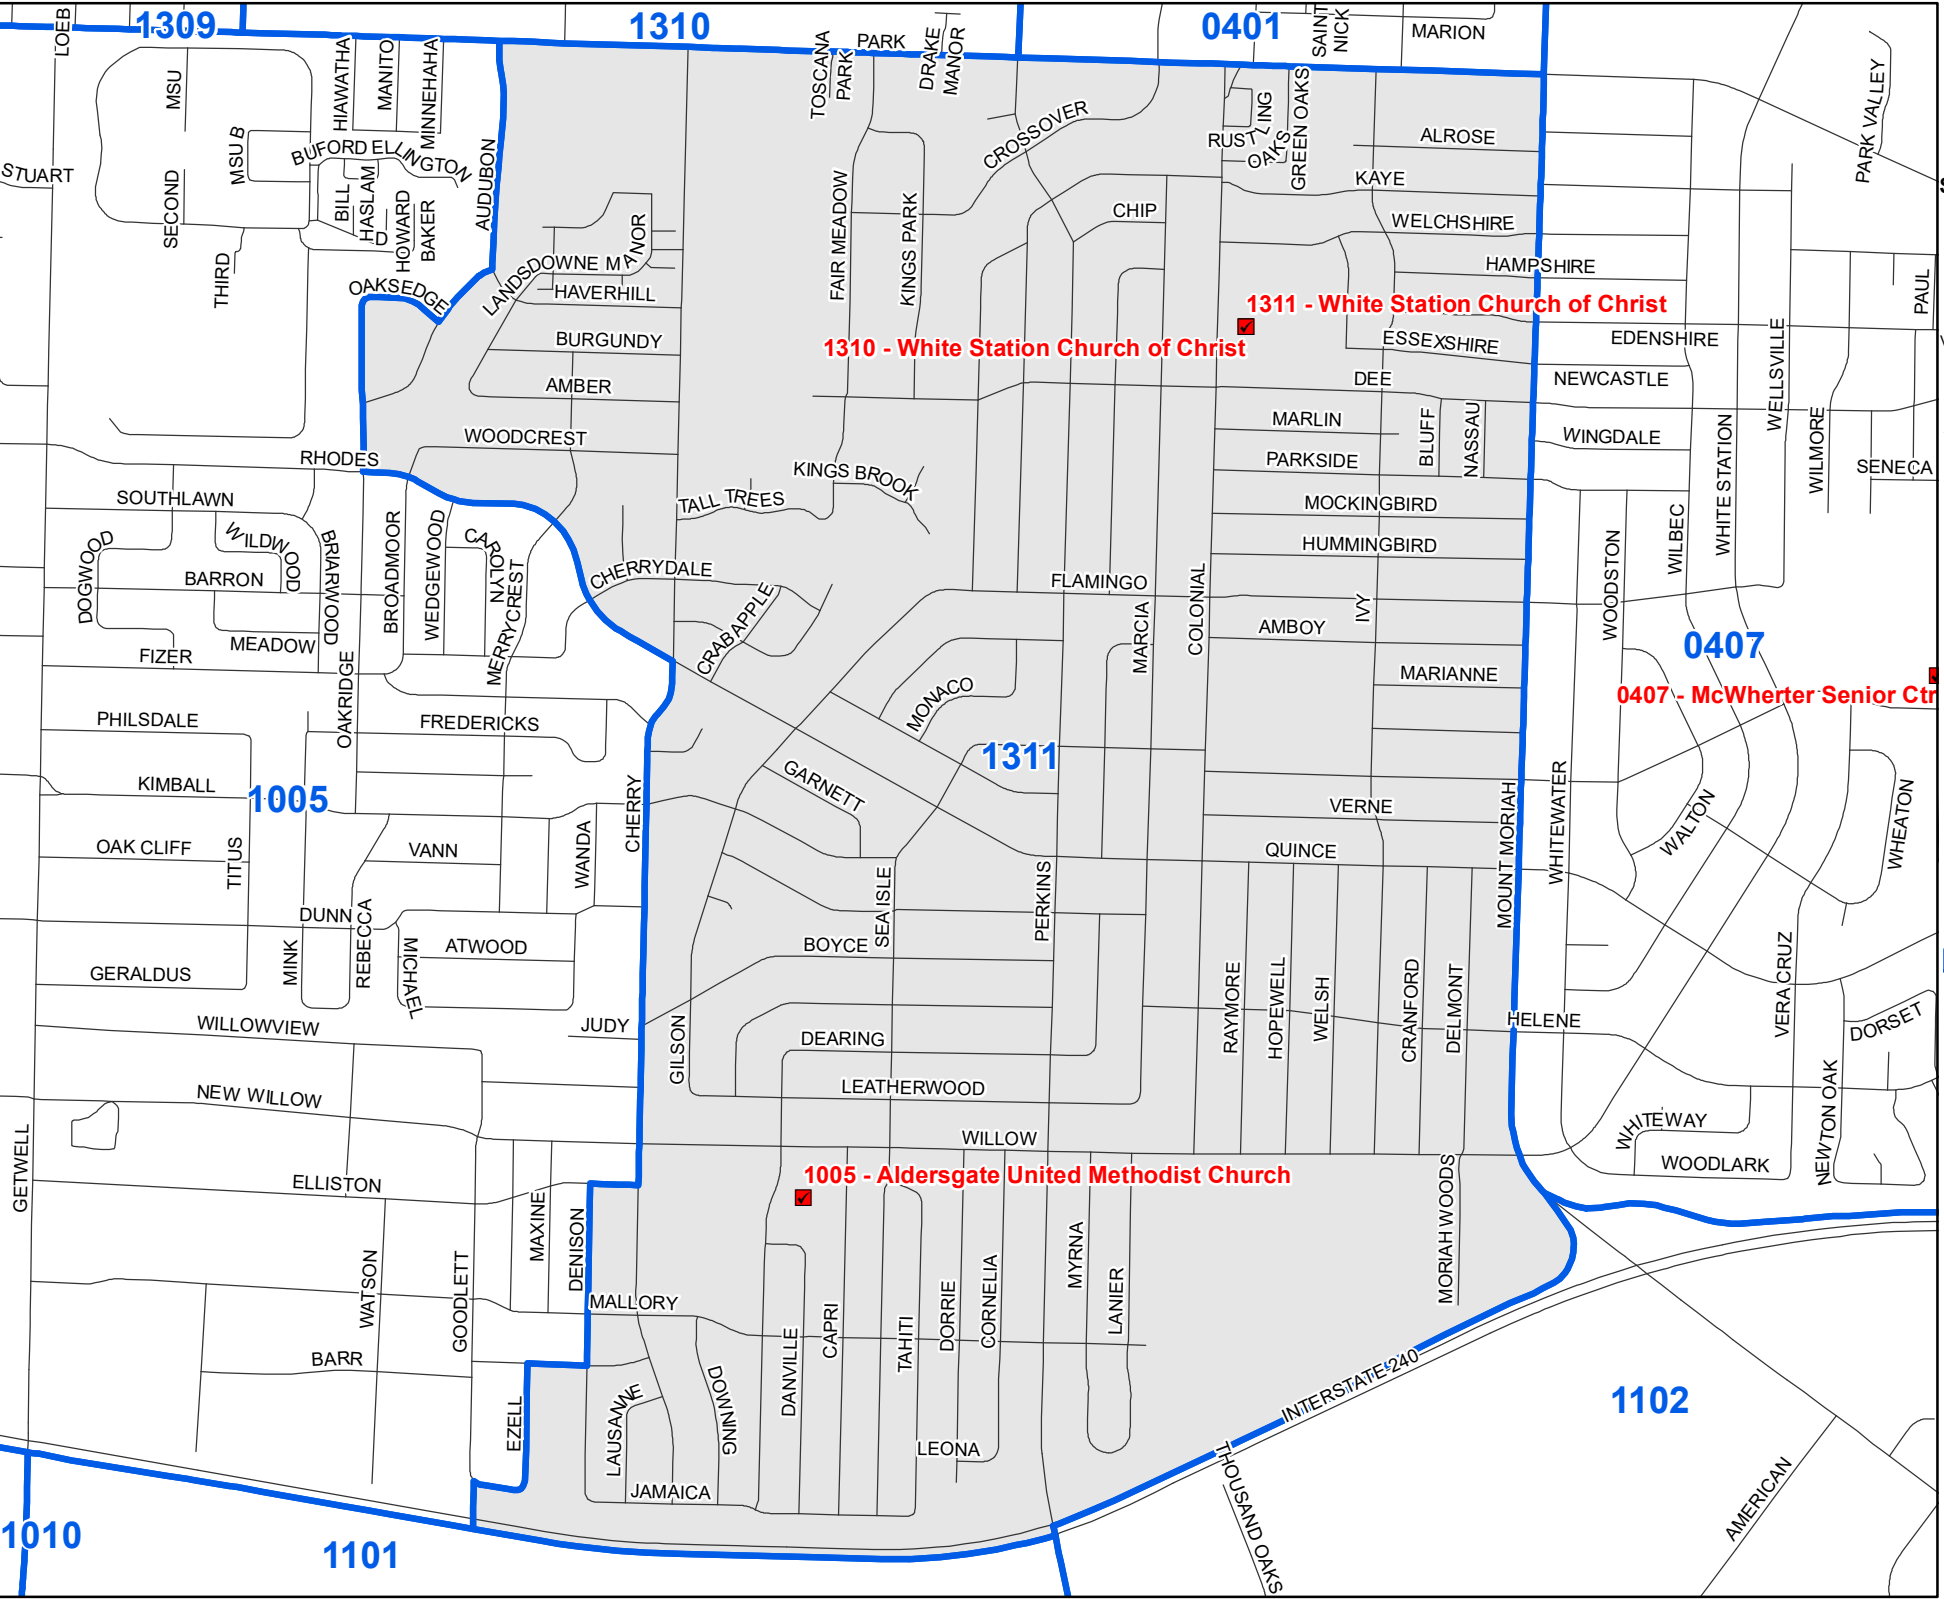 1309
1310
0401
LOEB
MSU
HIAWATHA
MANITO
MINNEHAHA
TOSCANA
PARK
PARK
DRAKE
MANOR
SAINT
NICK
MARION
PARK VALLEY
STUART
MSU B
BUFORD ELLINGTON
AUDUBON
SECOND
THIRD
BILL
HASLAM
D
HOWARD
BAKER
OAKSEDGE
CROSSOVER
RUSTLING
OAKS
GREEN OAKS
ALROSE
KAYE
CHIP
WELCHSHIRE
HAMPSHIRE
FAIR MEADOW
KINGS PARK
LANSDOWNE MANOR
HAVERHILL
BURGUNDY
AMBER
WOODCREST
1311 - White Station Church of Christ
1310 - White Station Church of Christ
ESSEXSHIRE
EDENSHIRE
PAUL
WELLSVILLE
DEE
NEWCASTLE
MARLIN
BLUFF
NASSAU
WINGDALE
WHITE STATION
WILMORE
SENECA
PARKSIDE
RHODES
SOUTHLAWN
KINGS BROOK
TALL TREES
MOCKINGBIRD
HUMMINGBIRD
WILBEC
WOODSTON
DOGWOOD
WILDWOOD
BRIARWOOD
BROADMOOR
WEDGEWOOD
CAROLYN
MERRYCREST
BARRON
MEADOW
FIZER
CHERRYDALE
CRABAPPLE
FLAMINGO
MARCIA
COLONIAL
IVY
AMBOY
MARIANNE
0407
0407 - McWherter Senior Ctr
OAKRIDGE
PHILSDALE
FREDERICKS
MONACO
1311
KIMBALL
1005
GARNETT
CHERRY
VERNE
MOUNT MORIAH
WHITEWATER
WALTON
WHEATON
OAK CLIFF
TITUS
VANN
WANDA
QUINCE
DUNN
REBECCA
MINK
MICHAEL
ATWOOD
SEA ISLE
PERKINS
BOYCE
GERALDUS
RAYMORE
HOPEWELL
WELSH
CRANFORD
DELMONT
VERA CRUZ
WILLOWVIEW
JUDY
GILSON
DEARING
HELENE
DORSET
LEATHERWOOD
NEW WILLOW
NEWTON OAK
GETWELL
WILLOW
WHITEWAY
WOODLARK
1005 - Aldersgate United Methodist Church
ELLISTON
MAXINE
DENISON
MORIAH WOODS
WATSON
GOODLETT
MALLORY
DANVILLE
CAPRI
TAHITI
DORRIE
CORNELIA
MYRNA
LANIER
BARR
EZELL
LAUSANNE
DOWNING
INTERSTATE 240
1102
LEONA
JAMAICA
THOUSAND OAKS
AMERICAN
1010
1101